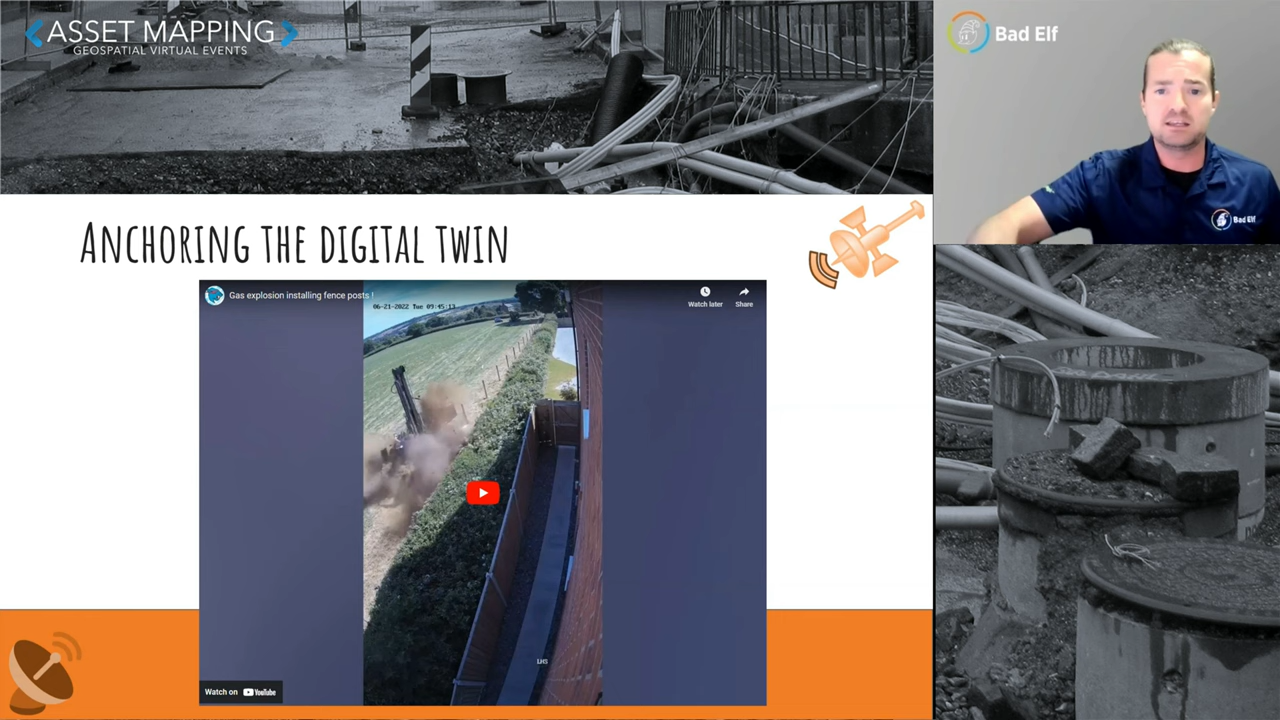 ASSET MAPPING
GEOSPATIAL VIRTUAL EVENTS
Bad Elf
Bad Elf
ANCHORING THE DIGITAL TWIN
Gas explosion installing fence posts !
Watch later
Share
06-21-2022 Tue 09:45:13
Watch on YouTube